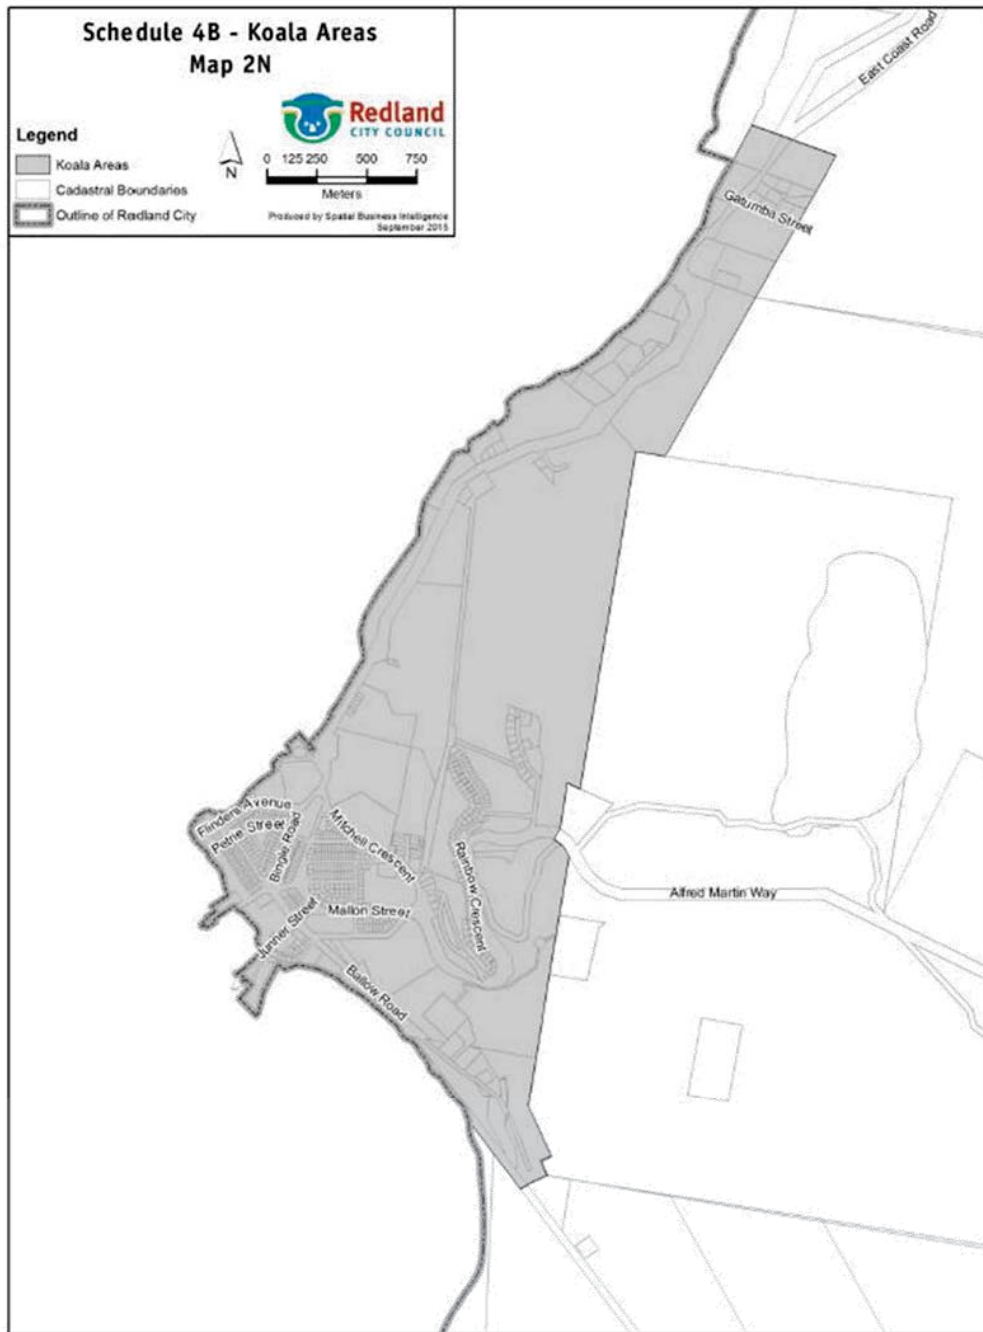 Schedule 4B - Koala Areas
Map 2N
Redland
CITY COUNCIL
Legend
Koala Areas
Cadastral Boundaries
Outline of Redland City
N
0 125 250 500 750
Meters
Produced by Spatial Business Intelligence
September 2015
East Coast Road
Gatumba Street
Flinders Avenue
Petrie Street
Bingle Road
Mitchell Crescent
Rainbow Crescent
Alfred Martin Way
Mallon Street
Junner Street
Ballow Road